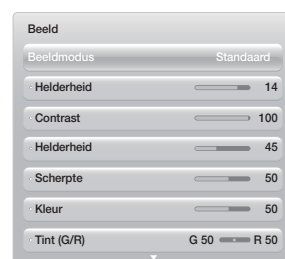 Beeld
Beeldmodus Standaard
Helderheid 14
Contrast 100
Helderheid 45
Scherpte 50
Kleur 50
Tint (G/R) G 50 R 50